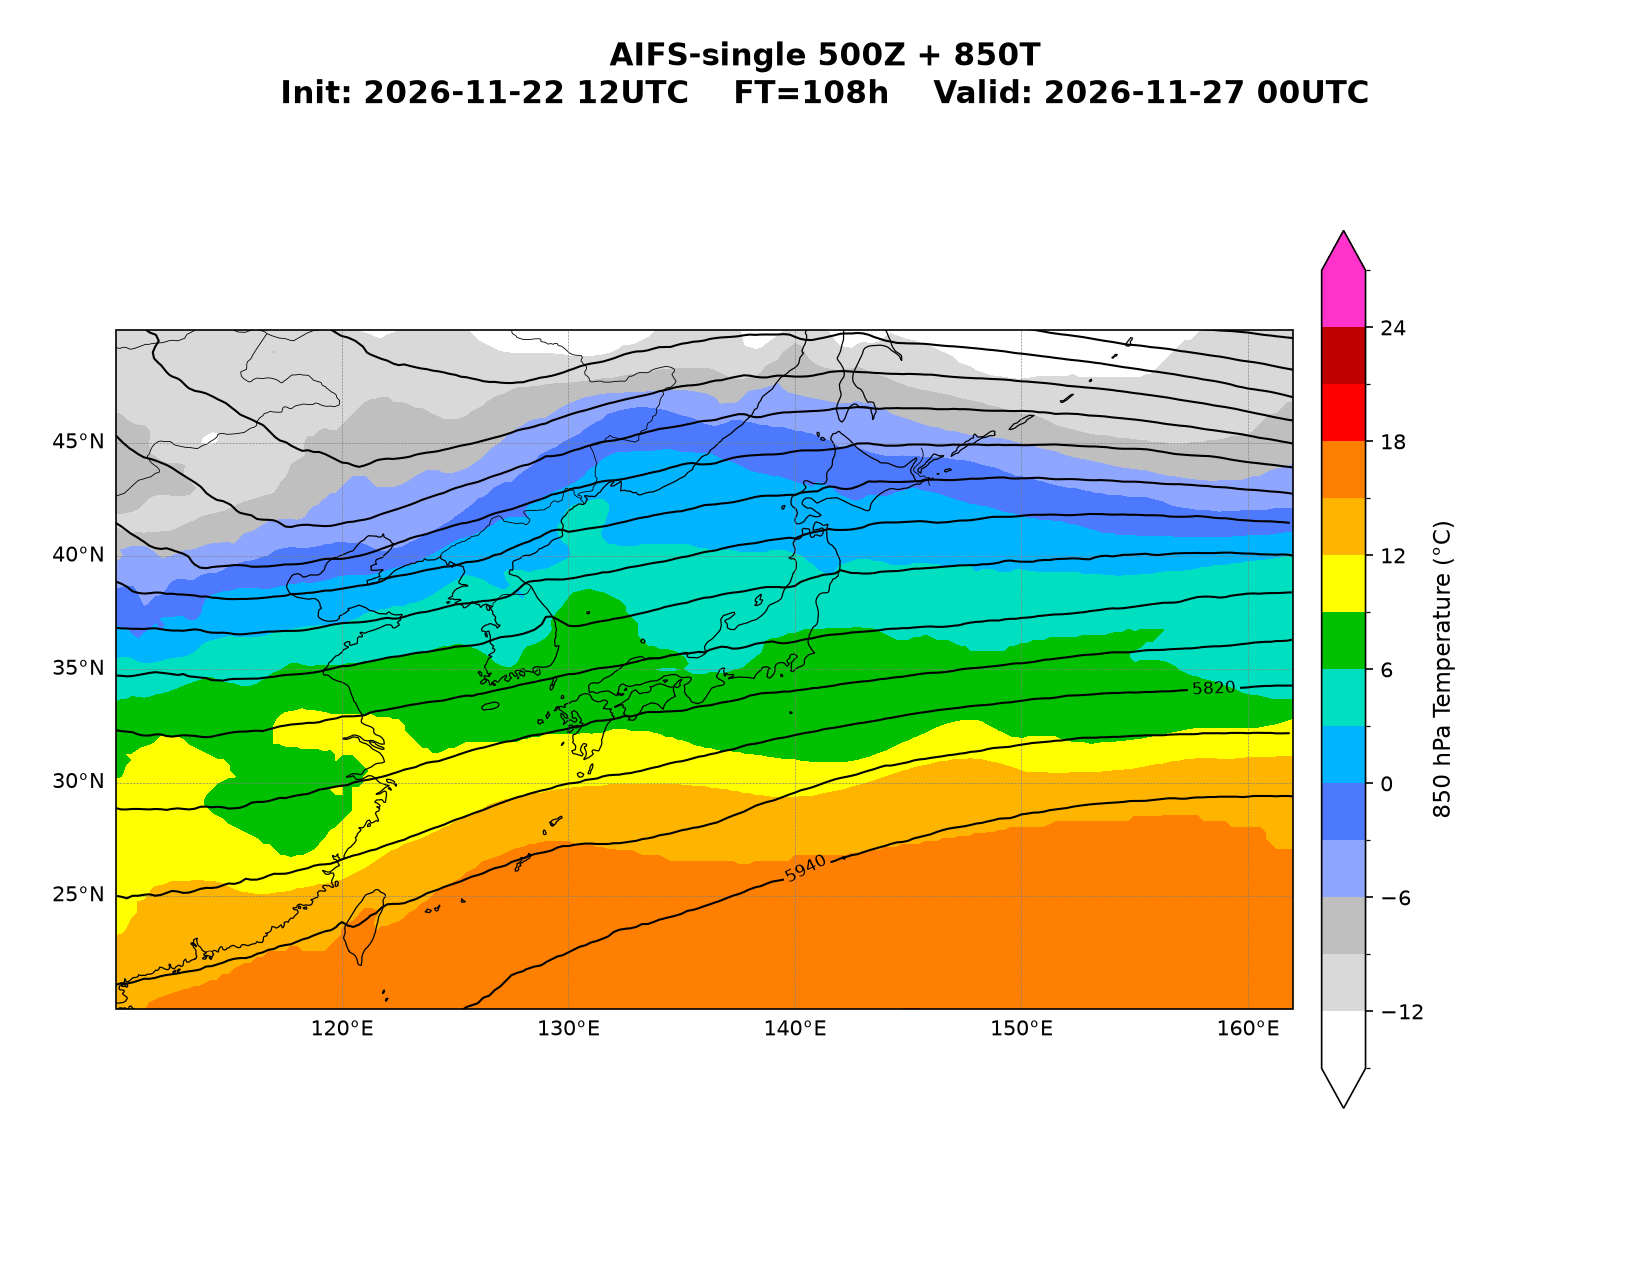 AIFS-single 500Z + 850T
Init: 2026-11-22 12UTC    FT=108h    Valid: 2026-11-27 00UTC
45°N
40°N
35°N
30°N
25°N
120°E
130°E
140°E
150°E
160°E
5820
5940
24
18
12
6
0
−6
−12
850 hPa Temperature (°C)